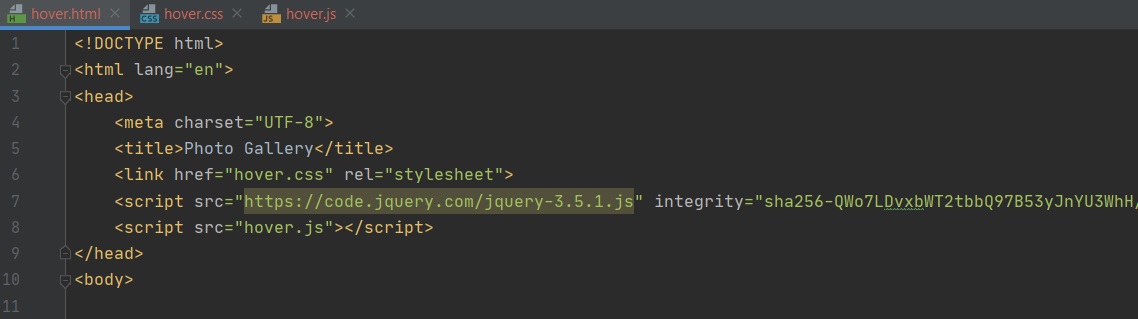 hover.html hover.css hover.js
1 <!DOCTYPE html>
2 <html lang="en">
3 <head>
4 <meta charset="UTF-8">
5 <title>Photo Gallery</title>
6 <link href="hover.css" rel="stylesheet">
7 <script src="https://code.jquery.com/jquery-3.5.1.js" integrity="sha256-QWo7LDvxbWT2tbbQ97B53yJnYU3WhH/
8 <script src="hover.js"></script>
9 </head>
10 <body>
11